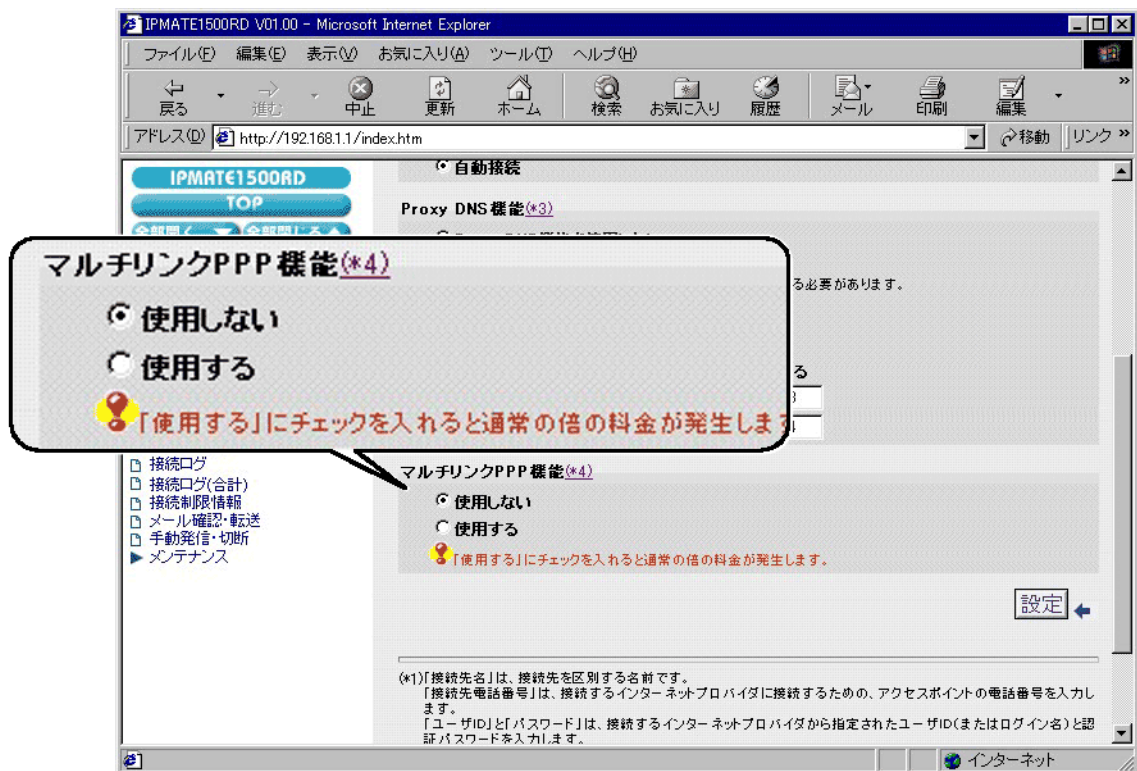 IPMATE1500RD V01.00 - Microsoft Internet Explorer
ファイル(F) 編集(E) 表示(V) お気に入り(A) ツール(T) ヘルプ(H)
戻る 進む 中止 更新 ホーム 検索 お気に入り 履歴 メール 印刷 編集 »
アドレス(D) http://192.168.1.1/index.htm 移動 リンク »
IPMATE1500RD
TOP
全部開く 全部閉じる
自動接続
Proxy DNS機能(*3)
る必要があります。
る
マルチリンクPPP機能(*4)
使用しない
使用する
「使用する」にチェックを入れると通常の倍の料金が発生します
接続ログ
接続ログ(合計)
接続制限情報
メール確認・転送
手動発信・切断
メンテナンス
マルチリンクPPP機能(*4)
使用しない
使用する
「使用する」にチェックを入れると通常の倍の料金が発生します。
設定
(*1)「接続先名」は、接続先を区別する名前です。
「接続先電話番号」は、接続するインターネットプロバイダに接続するための、アクセスポイントの電話番号を入力し
ます。
「ユーザID」と「パスワード」は、接続するインターネットプロバイダから指定されたユーザID(またはログイン名)と認
証パスワードを入力します。
インターネット